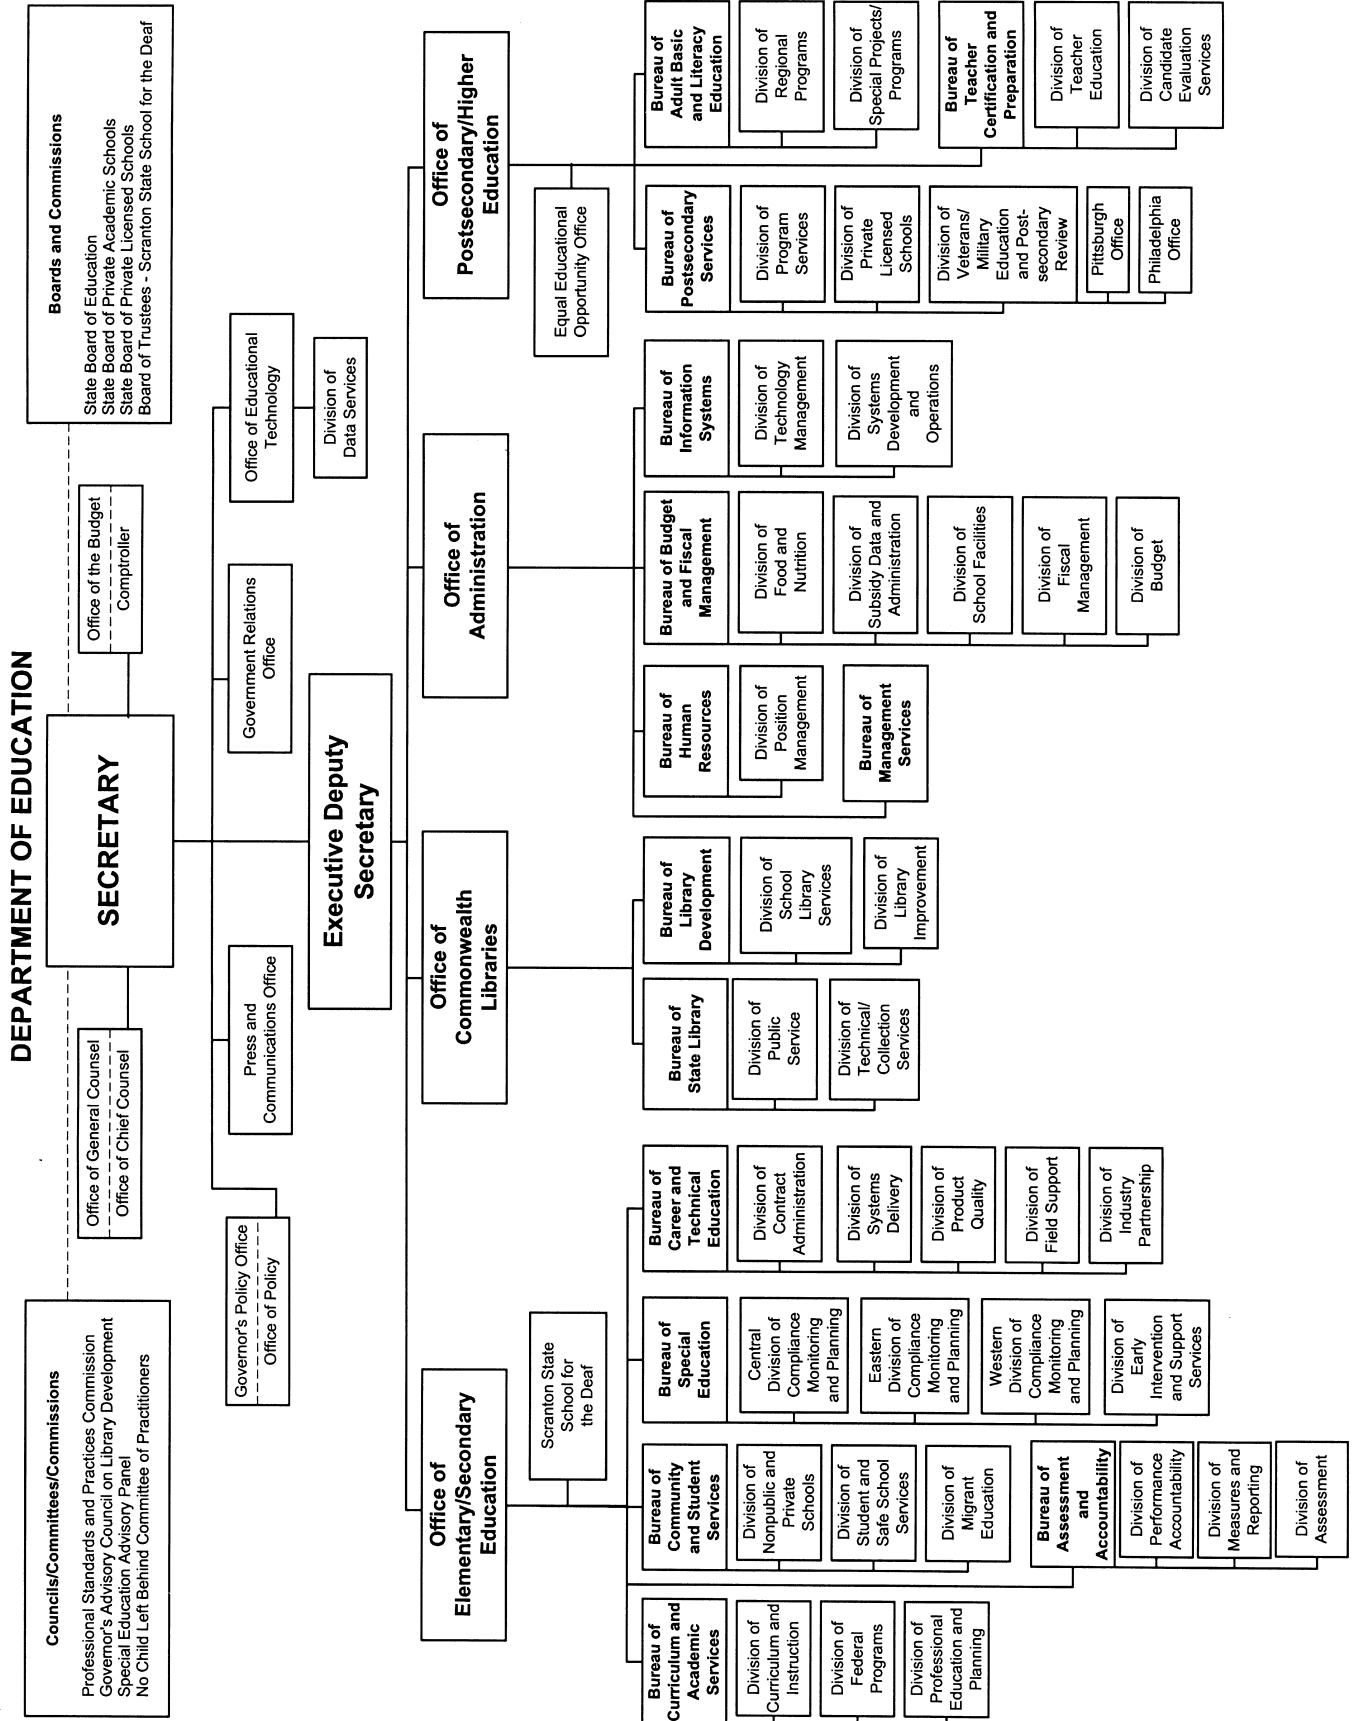 DEPARTMENT OF EDUCATION
Councils/Committees/Commissions
Professional Standards and Practices Commission
Governor's Advisory Council on Library Development
Special Education Advisory Panel
No Child Left Behind Committee of Practitioners
Office of General Counsel
Office of Chief Counsel
SECRETARY
Office of the Budget
Comptroller
Boards and Commissions
State Board of Education
State Board of Private Academic Schools
State Board of Private Licensed Schools
Board of Trustees - Scranton State School for the Deaf
Governor's Policy Office
Office of Policy
Press and
Communications Office
Government Relations
Office
Office of Educational
Technology
Division of
Data Services
Executive Deputy
Secretary
Office of
Elementary/Secondary
Education
Office of
Commonwealth
Libraries
Office of
Administration
Office of
Postsecondary/Higher
Education
Scranton State
School for
the Deaf
Equal Educational
Opportunity Office
Bureau of
Curriculum and
Academic
Services
Division of
Curriculum and
Instruction
Division of
Federal
Programs
Division of
Professional
Education and
Planning
Bureau of
Community
and Student
Services
Division of
Nonpublic and
Private
Schools
Division of
Student and
Safe School
Services
Division of
Migrant
Education
Bureau of
Assessment
and
Accountability
Division of
Performance
Accountability
Division of
Measures and
Reporting
Division of
Assessment
Bureau of
Special
Education
Central
Division of
Compliance
Monitoring
and Planning
Eastern
Division of
Compliance
Monitoring
and Planning
Western
Division of
Compliance
Monitoring
and Planning
Division of
Early
Intervention
and Support
Services
Bureau of
Career and
Technical
Education
Division of
Contract
Administration
Division of
Systems
Delivery
Division of
Product
Quality
Division of
Field Support
Division of
Industry
Partnership
Bureau of
State Library
Division of
Public
Service
Division of
Technical/
Collection
Services
Bureau of
Library
Development
Division of
School
Library
Services
Division of
Library
Improvement
Bureau of
Human
Resources
Division of
Position
Management
Bureau of
Management
Services
Bureau of Budget
and Fiscal
Management
Division of
Food and
Nutrition
Division of
Subsidy Data and
Administration
Division of
School Facilities
Division of
Fiscal
Management
Division of
Budget
Bureau of
Information
Systems
Division of
Technology
Management
Division of
Systems
Development
and
Operations
Bureau of
Postsecondary
Services
Division of
Program
Services
Division of
Private
Licensed
Schools
Division of
Veterans/
Military
Education
and Post-
secondary
Review
Pittsburgh
Office
Philadelphia
Office
Bureau of
Adult Basic
and Literacy
Education
Division of
Regional
Programs
Division of
Special Projects/
Programs
Bureau of
Teacher
Certification and
Preparation
Division of
Teacher
Education
Division of
Candidate
Evaluation
Services